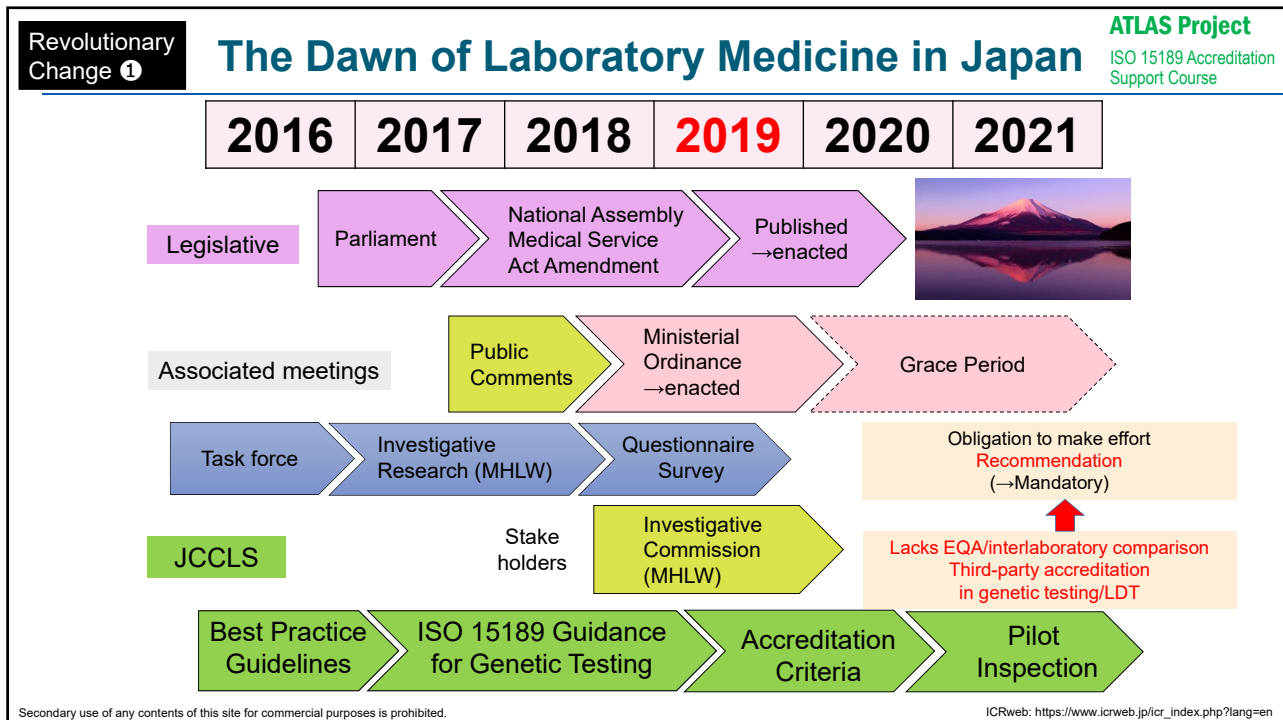 Revolutionary
Change ❶
The Dawn of Laboratory Medicine in Japan
ATLAS Project
ISO 15189 Accreditation
Support Course
2016 2017 2018 2019 2020 2021
Legislative
Parliament
National Assembly
Medical Service
Act Amendment
Published
→enacted
Associated meetings
Public
Comments
Ministerial
Ordinance
→enacted
Grace Period
Task force
Investigative
Research (MHLW)
Questionnaire
Survey
Obligation to make effort
Recommendation
(→Mandatory)
JCCLS
Stake
holders
Investigative
Commission
(MHLW)
Lacks EQA/interlaboratory comparison
Third-party accreditation
in genetic testing/LDT
Best Practice
Guidelines
ISO 15189 Guidance
for Genetic Testing
Accreditation
Criteria
Pilot
Inspection
Secondary use of any contents of this site for commercial purposes is prohibited.
ICRweb: https://www.icrweb.jp/icr_index.php?lang=en